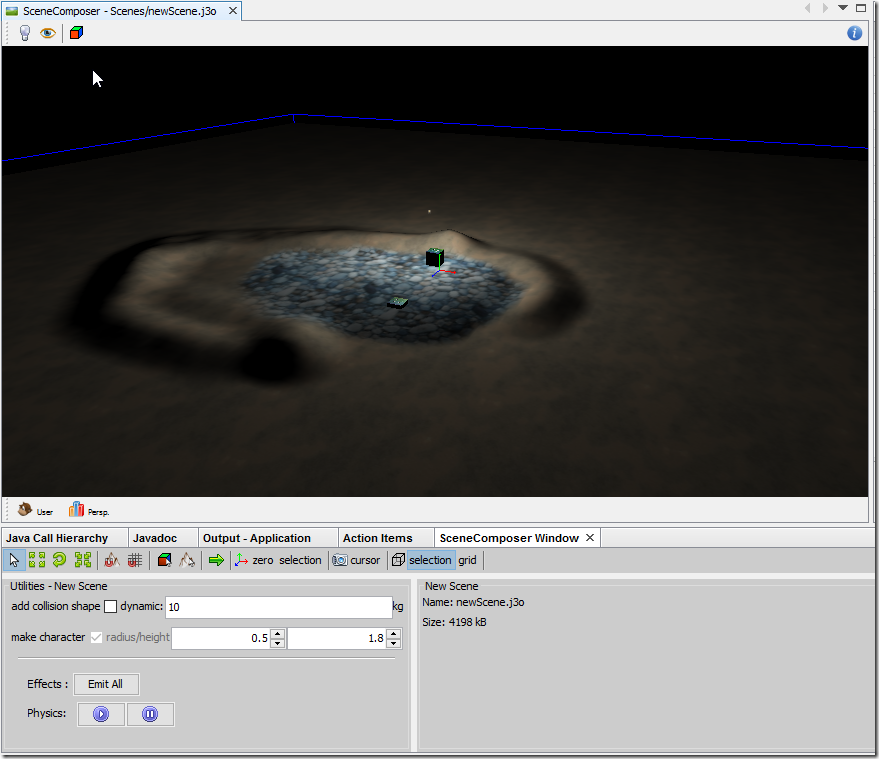 SceneComposer - Scenes/newScene.j3o
User Persp.
Java Call Hierarchy Javadoc Output - Application Action Items SceneComposer Window
zero selection cursor selection grid
Utilities - New Scene
add collision shape dynamic: 10 kg
make character radius/height 0.5 1.8
Effects : Emit All
Physics:
New Scene
Name: newScene.j3o
Size: 4198 kB